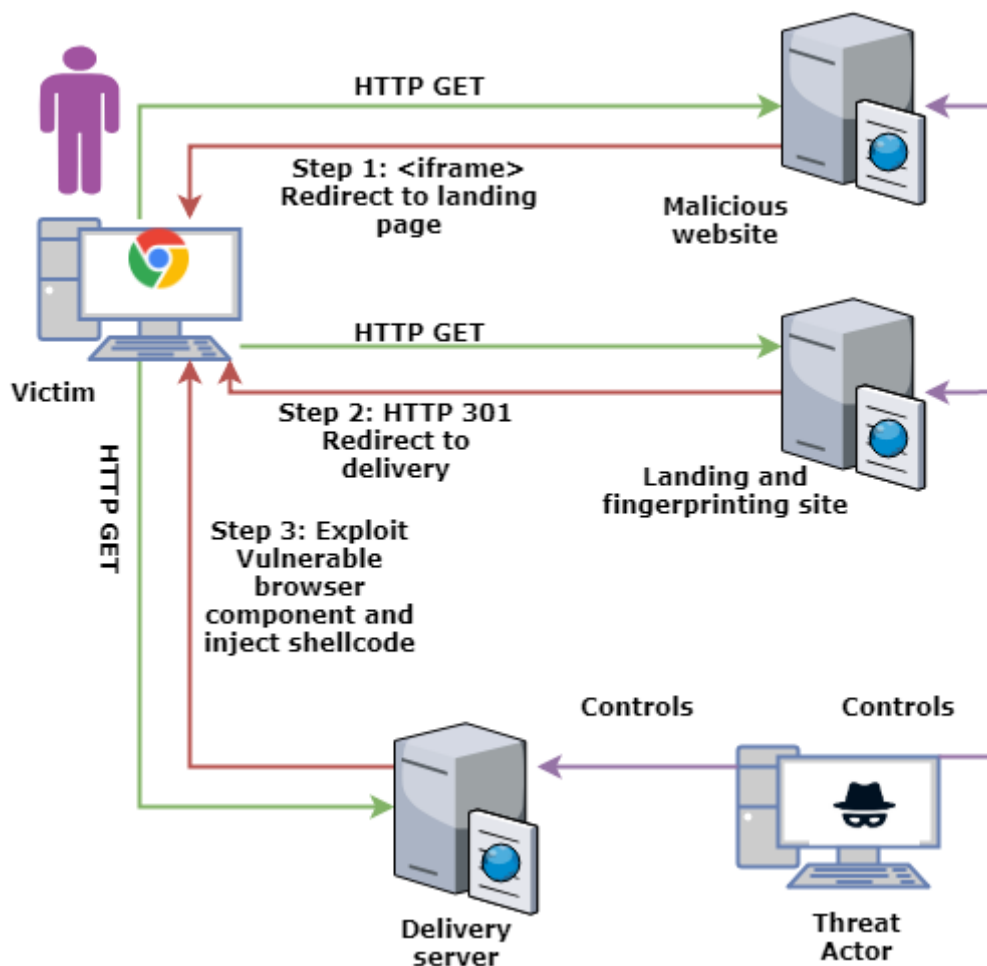 HTTP GET
Step 1: <iframe>
Redirect to landing
page
Malicious
website
HTTP GET
Victim
Step 2: HTTP 301
Redirect to
delivery
Landing and
fingerprinting site
HTTP GET
Step 3: Exploit
Vulnerable
browser
component and
inject shellcode
Controls
Controls
Delivery
server
Threat
Actor